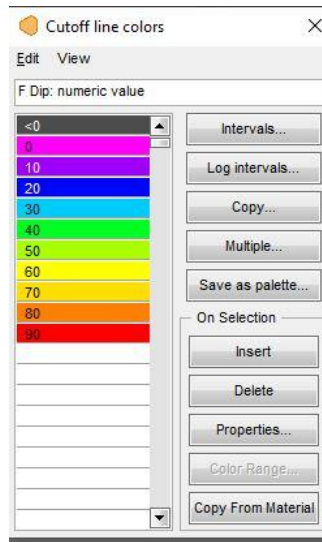 Cutoff line colors
Edit View
F Dip: numeric value
<0
0
10
20
30
40
50
60
70
80
90
Intervals...
Log intervals...
Copy...
Multiple...
Save as palette...
On Selection
Insert
Delete
Properties...
Color Range...
Copy From Material